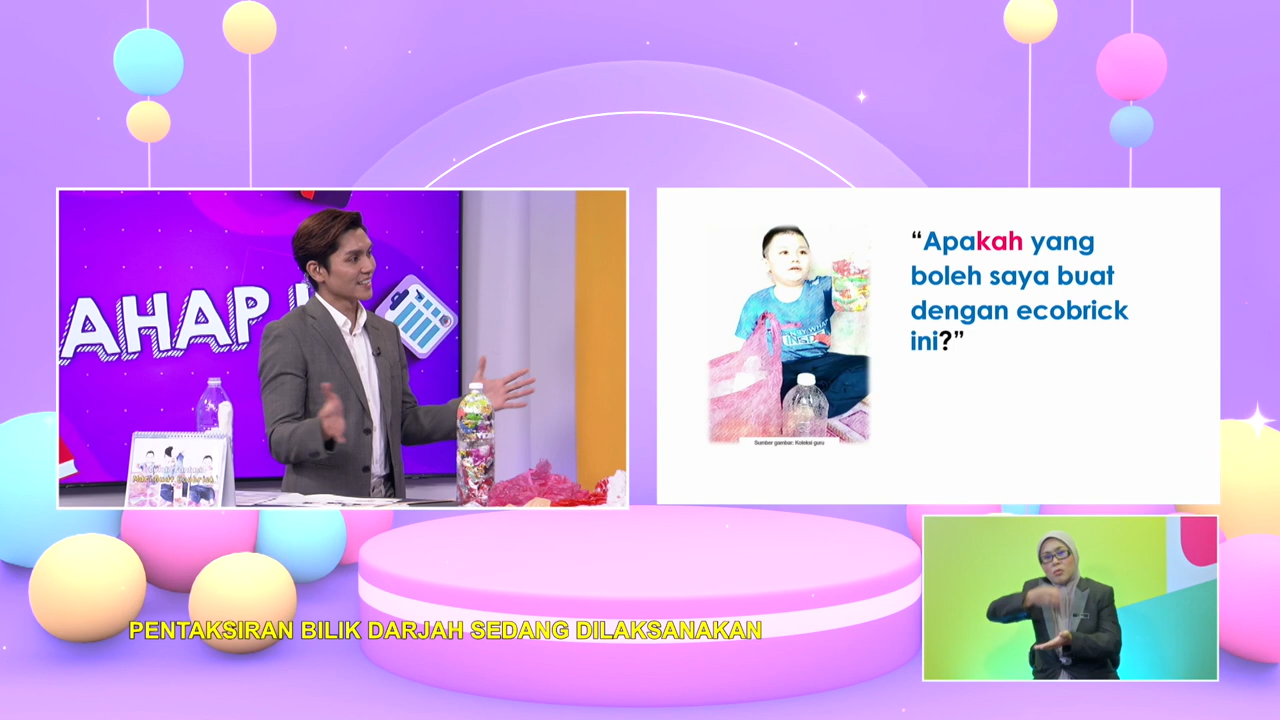 AHAP
“Apakah yang
boleh saya buat
dengan ecobrick
ini?”
Sumber gambar: Koleksi guru
PENTAKSIRAN BILIK DARJAH SEDANG DILAKSANAKAN